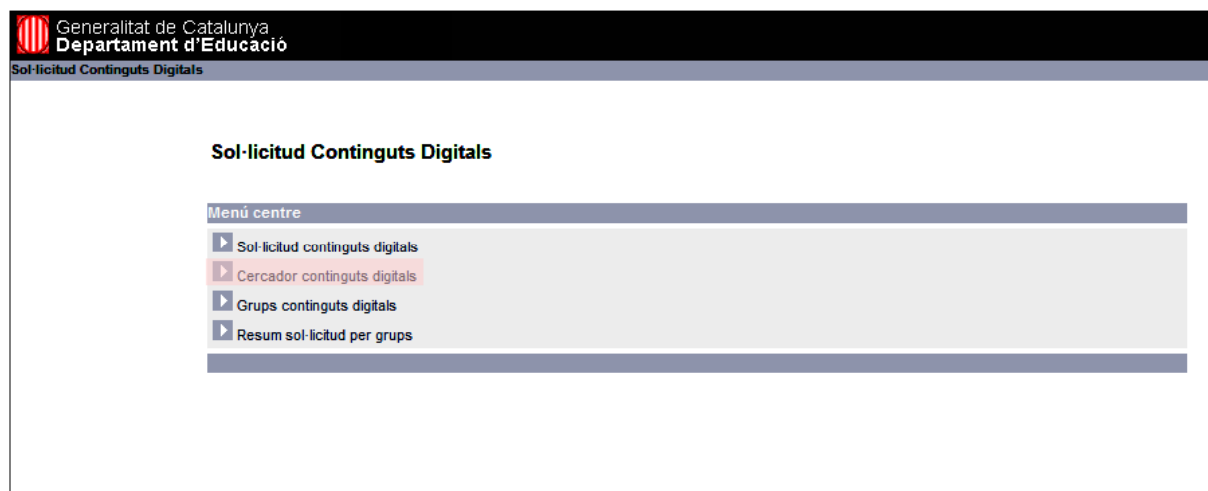 Generalitat de Catalunya
Departament d'Educació
Sol·licitud Continguts Digitals
Sol·licitud Continguts Digitals
Menú centre
Sol·licitud continguts digitals
Cercador continguts digitals
Grups continguts digitals
Resum sol·licitud per grups